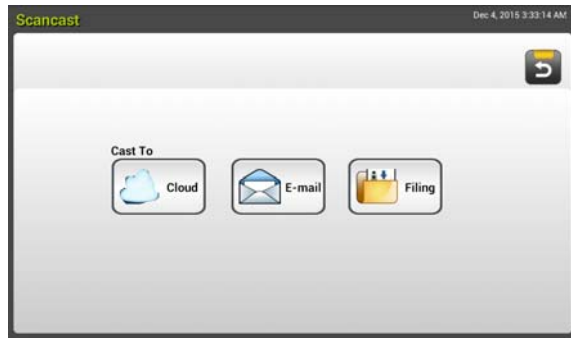 Scancast
Dec 4, 2015 3:33:14 AM
Cast To
Cloud
E-mail
Filing